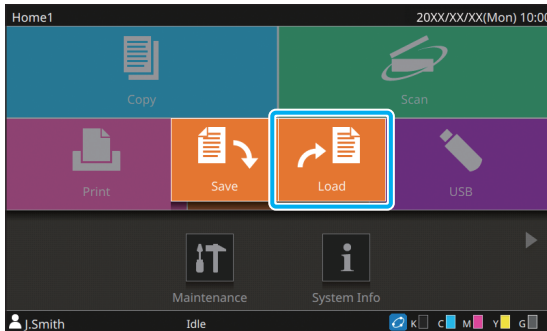 Home1 20XX/XX/XX(Mon) 10:00
Copy Scan
Print Save Load USB
Maintenance System Info
J.Smith Idle K C M Y G